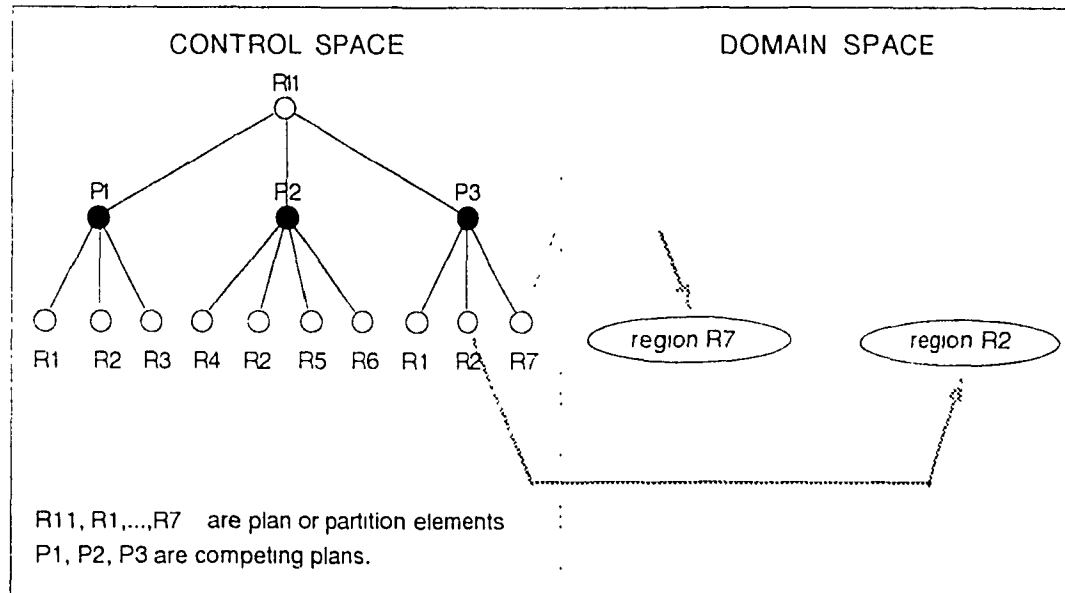 CONTROL SPACE
DOMAIN SPACE
R11
P1
P2
P3
R1 R2 R3 R4 R2 R5 R6 R1 R2 R7
region R7
region R2
R11, R1,...,R7 are plan or partition elements
P1, P2, P3 are competing plans.